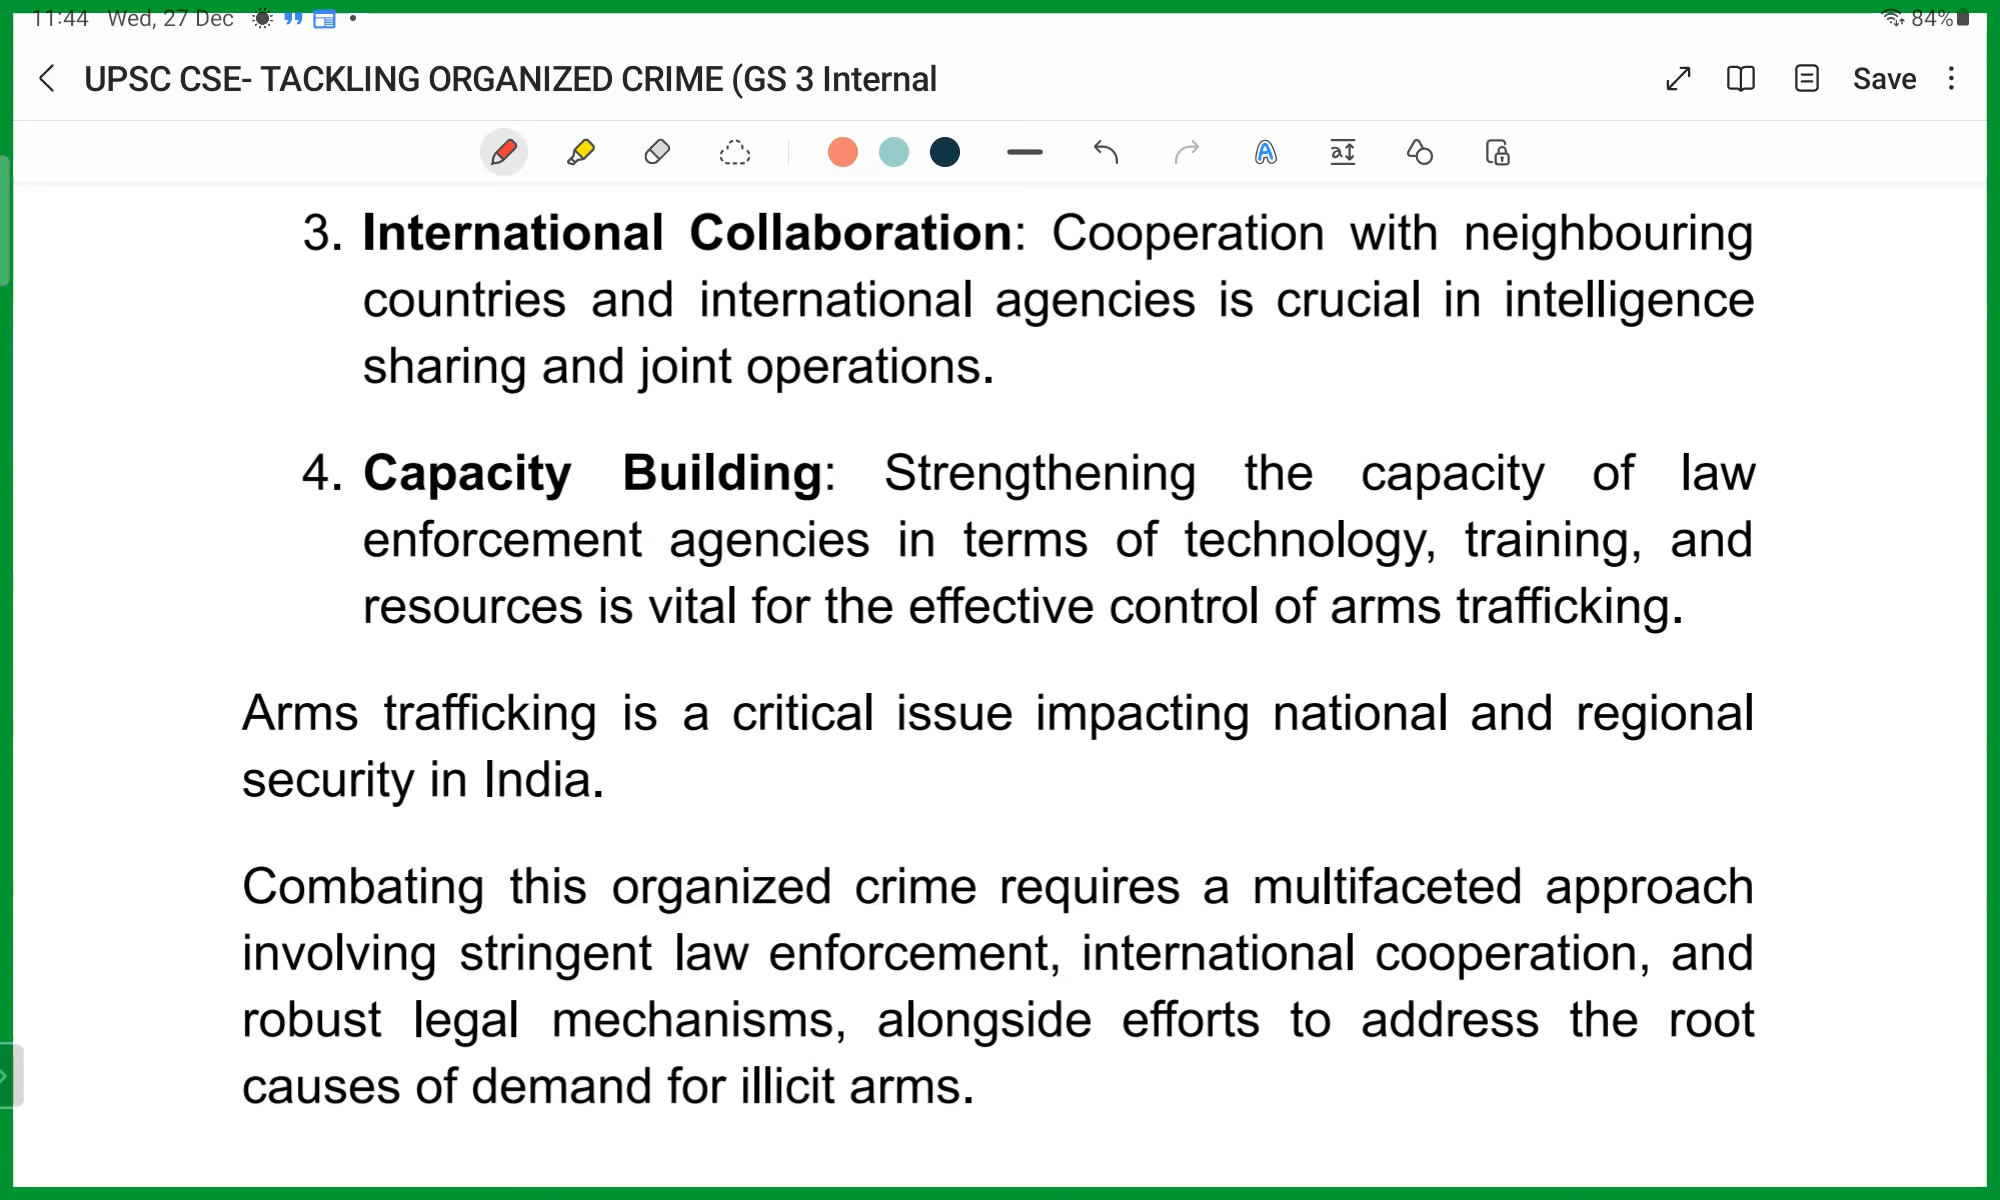 11:44 Wed, 27 Dec
84%
UPSC CSE- TACKLING ORGANIZED CRIME (GS 3 Internal
Save
3. International Collaboration: Cooperation with neighbouring
countries and international agencies is crucial in intelligence
sharing and joint operations.
4. Capacity Building: Strengthening the capacity of law
enforcement agencies in terms of technology, training, and
resources is vital for the effective control of arms trafficking.
Arms trafficking is a critical issue impacting national and regional
security in India.
Combating this organized crime requires a multifaceted approach
involving stringent law enforcement, international cooperation, and
robust legal mechanisms, alongside efforts to address the root
causes of demand for illicit arms.